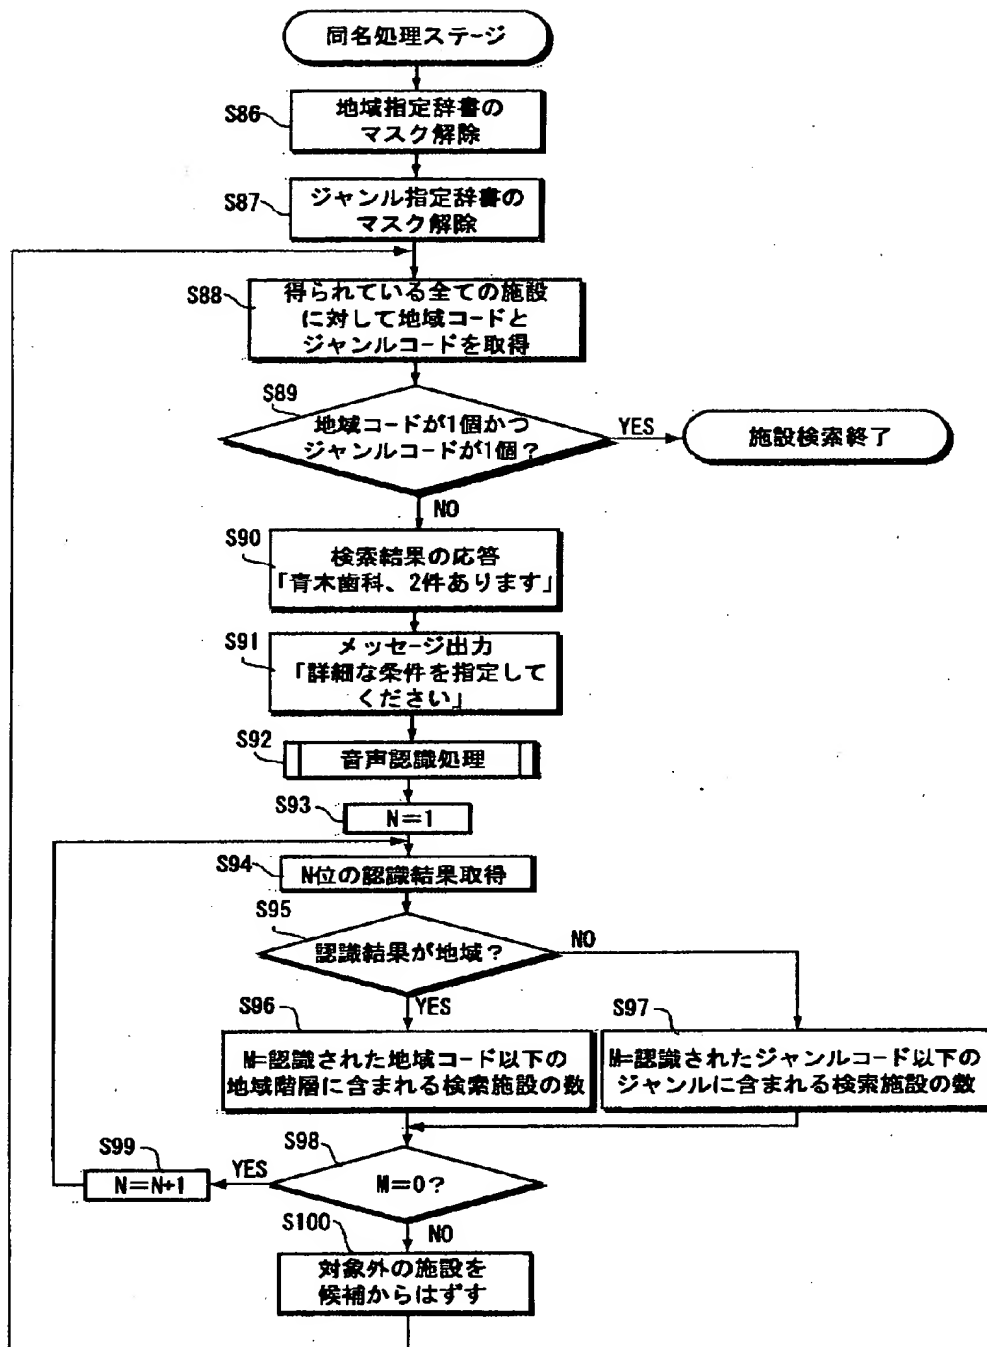 同名処理ステージ
S86
地域指定辞書の
マスク解除
S87
ジャンル指定辞書の
マスク解除
S88
得られている全ての施設
に対して地域コードと
ジャンルコードを取得
S89
地域コードが1個かつ
ジャンルコードが1個?
YES
施設検索終了
NO
S90
検索結果の応答
「青木歯科、2件あります」
S91
メッセージ出力
「詳細な条件を指定して
ください」
S92
音声認識処理
S93
N=1
S94
N位の認識結果取得
S95
認識結果が地域?
NO
YES
S96
M=認識された地域コード以下の
地域階層に含まれる検索施設の数
S97
M=認識されたジャンルコード以下の
ジャンルに含まれる検索施設の数
S98
M=0?
YES
S99
N=N+1
NO
S100
対象外の施設を
候補からはずす